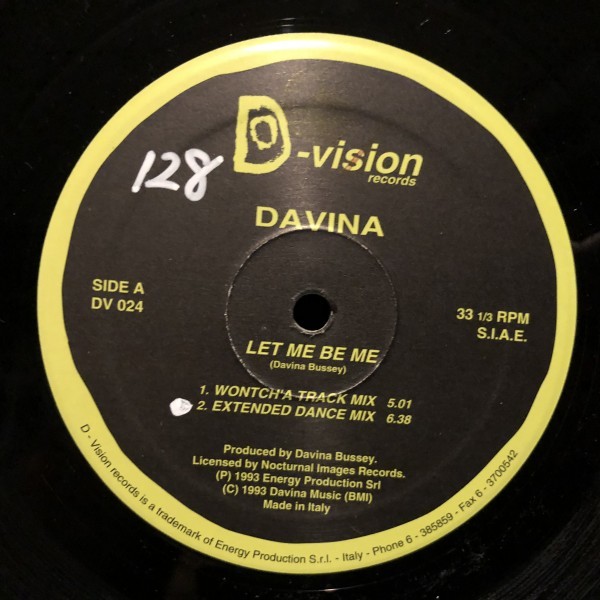 128
D-vision
records
DAVINA
SIDE A
DV 024
33 1/3 RPM
S.I.A.E.
LET ME BE ME
(Davina Bussey)
1. WONTCH'A TRACK MIX 5.01
2. EXTENDED DANCE MIX 6.38
Produced by Davina Bussey.
Licensed by Nocturnal Images Records.
(P) 1993 Energy Production Srl
(C) 1993 Davina Music (BMI)
Made in Italy
D - Vision records is a trademark of Energy Production S.r.l. - Italy - Phone 6 - 385859 - Fax 6 - 3700542